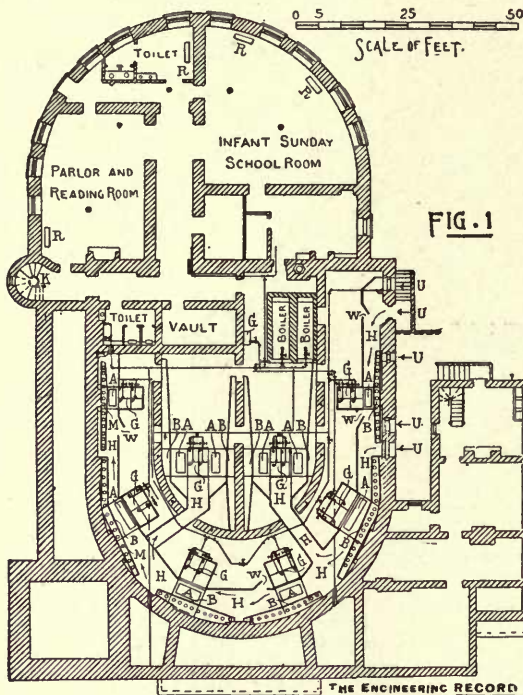 0 5 25 50
SCALE OF FEET.
TOILET
R
R
R
INFANT SUNDAY
SCHOOL ROOM
PARLOR AND
READING ROOM
FIG. 1
R
K
U
W
U
TOILET
VAULT
G
BOILER
BOILER
H
U
A
G
A
G
W
W
M
BA
AB
BA
AB
B
U
H
G
G
H
U
A
G
H
H
G
A
B
M
H
B
H
G
W
G
H
A
B
H
B
A
THE ENGINEERING RECORD